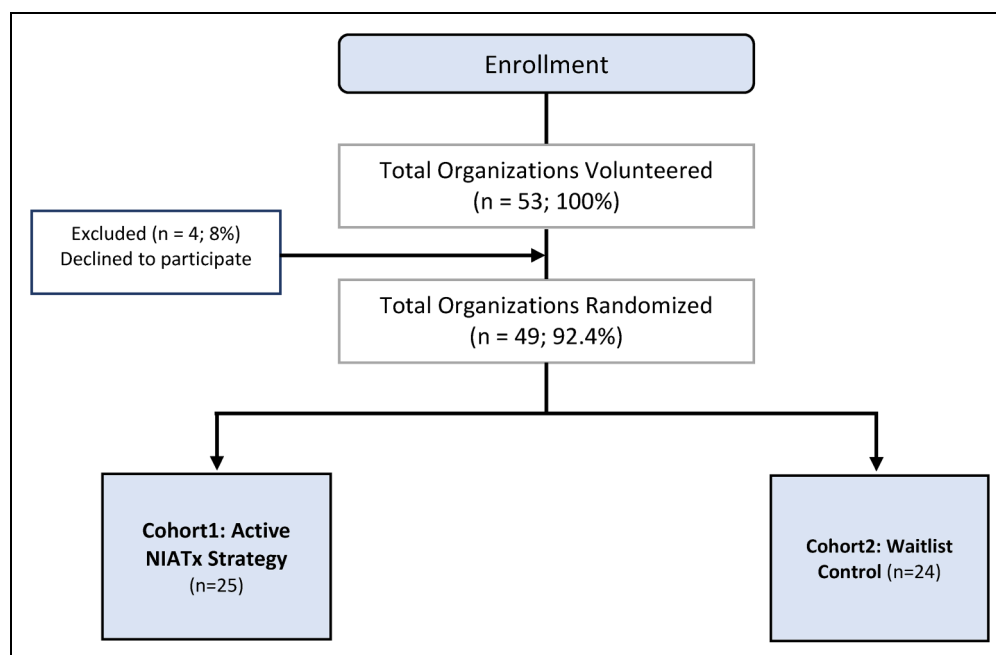 Enrollment
Total Organizations Volunteered
(n = 53; 100%)
Excluded (n = 4; 8%)
Declined to participate
Total Organizations Randomized
(n = 49; 92.4%)
Cohort1: Active
NIATx Strategy
(n=25)
Cohort2: Waitlist
Control (n=24)